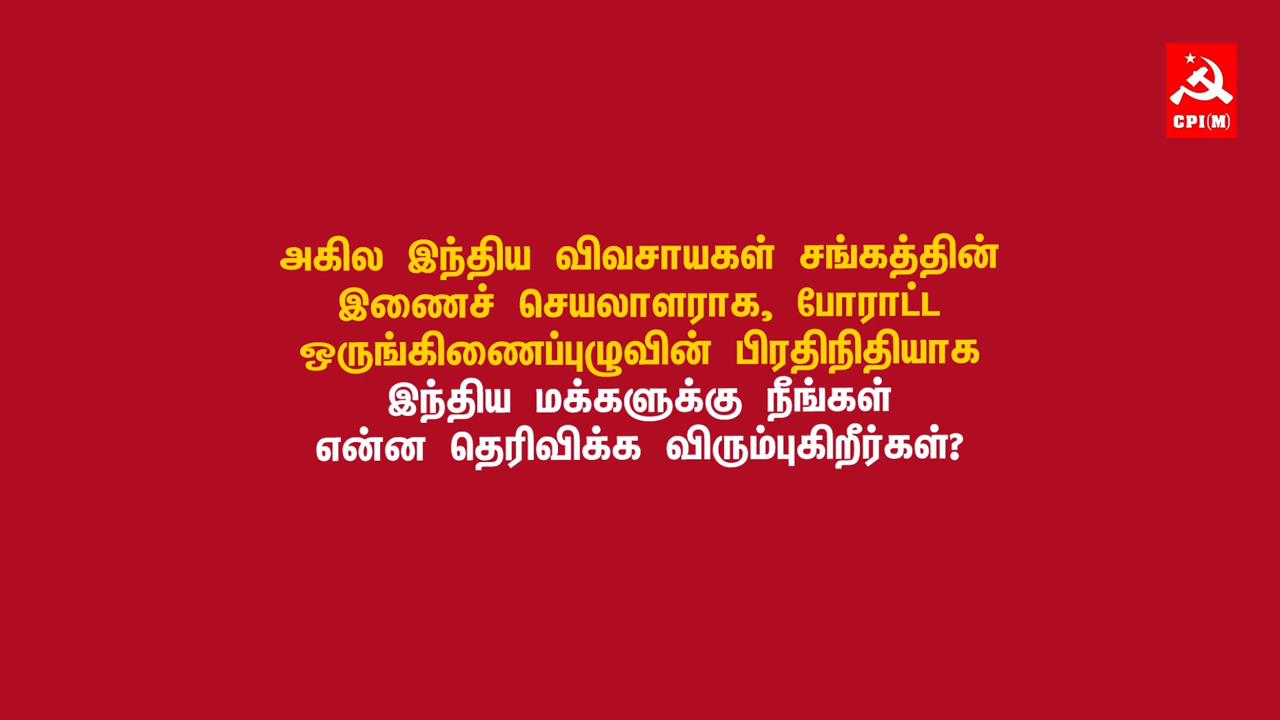 CPI(M)
அகில இந்திய விவசாயகள் சங்கத்தின்
இணைச் செயலாளராக, போராட்ட
ஒருங்கிணைப்புழுவின் பிரதிநிதியாக
இந்திய மக்களுக்கு நீங்கள்
என்ன தெரிவிக்க விரும்புகிறீர்கள்?